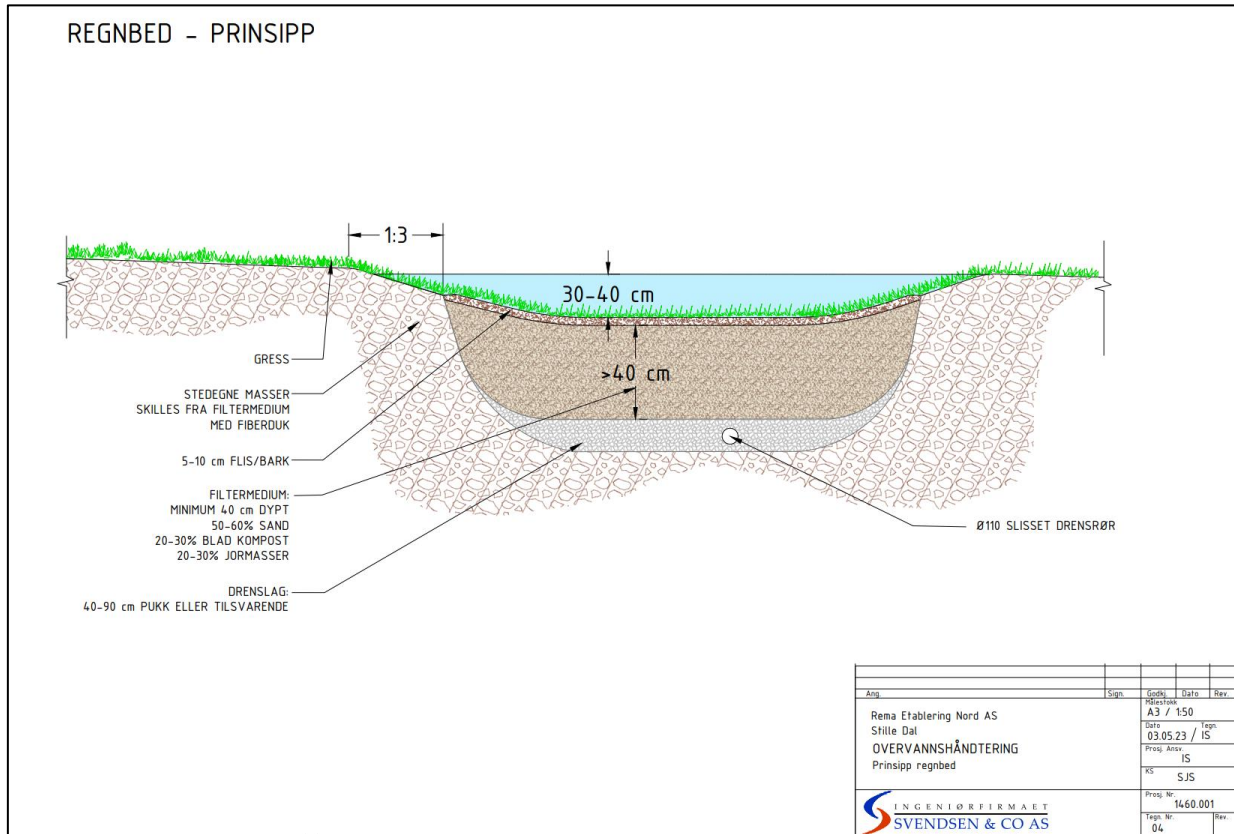 REGNBED - PRINSIPP
1:3
30-40 cm
>40 cm
GRESS
STEDEGNE MASSER
SKILLES FRA FILTERMEDIUM
MED FIBERDUK
5-10 cm FLIS/BARK
FILTERMEDIUM:
MINIMUM 40 cm DYPT
50-60% SAND
20-30% BLAD KOMPOST
20-30% JORMASSER
DRENSLAG:
40-90 cm PUKK ELLER TILSVARENDE
Ø110 SLISSET DRENSRØR
Ang. Sign. Godkj. Dato Rev.
Rema Etablering Nord AS
Stille Dal
OVERVANNSHÅNDTERING
Prinsipp regnbed
Målestokk
A3 / 1:50
Dato Tegn.
03.05.23 / IS
Prosj. Ansv.
IS
KS
SJS
Prosj. Nr.
1460.001
Tegn. Nr. Rev.
04
INGENIØRFIRMAET
SVENDSEN & CO AS